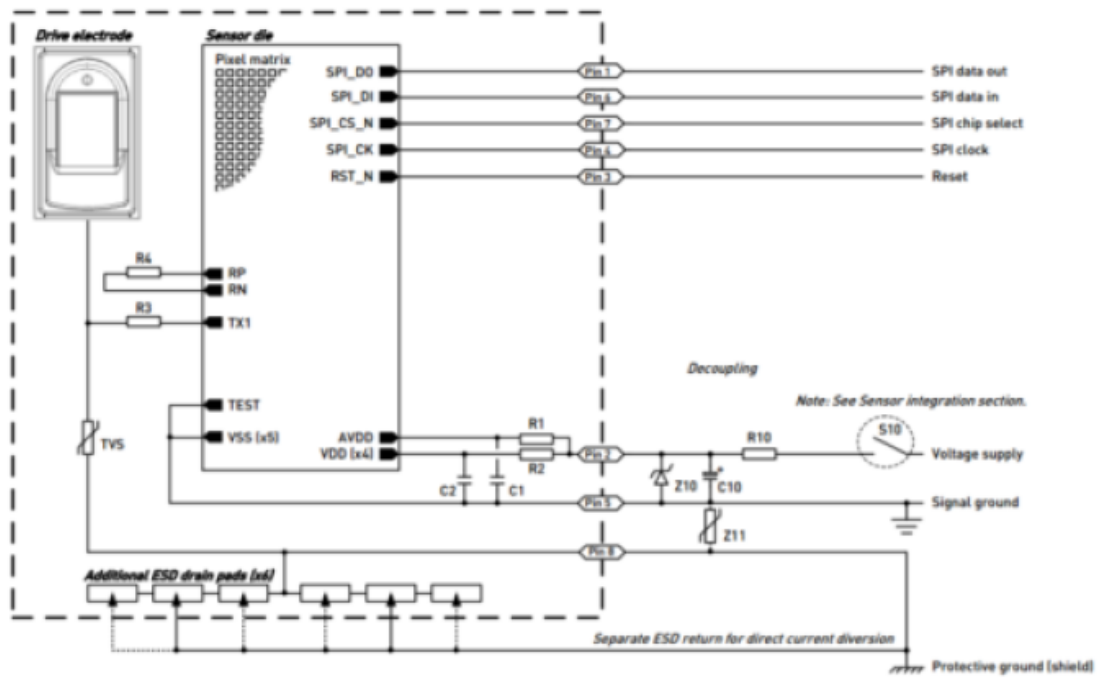 Drive electrode
Sensor die
Pixel matrix
SPI_DO
Pin 1
SPI data out
SPI_DI
Pin 6
SPI data in
SPI_CS_N
Pin 7
SPI chip select
SPI_CK
Pin 4
SPI clock
RST_N
Pin 3
Reset
R4
RP
RN
R3
TX1
Decoupling
Note: See Sensor integration section.
TEST
R1
R10
S10
TVS
VSS (x5)
AVDD
VDD (x4)
Pin 2
Voltage supply
R2
C2
C1
Z10
C10
Pin 5
Signal ground
Z11
Pin 8
Additional ESD drain pads (x6)
Separate ESD return for direct current diversion
Protective ground (shield)